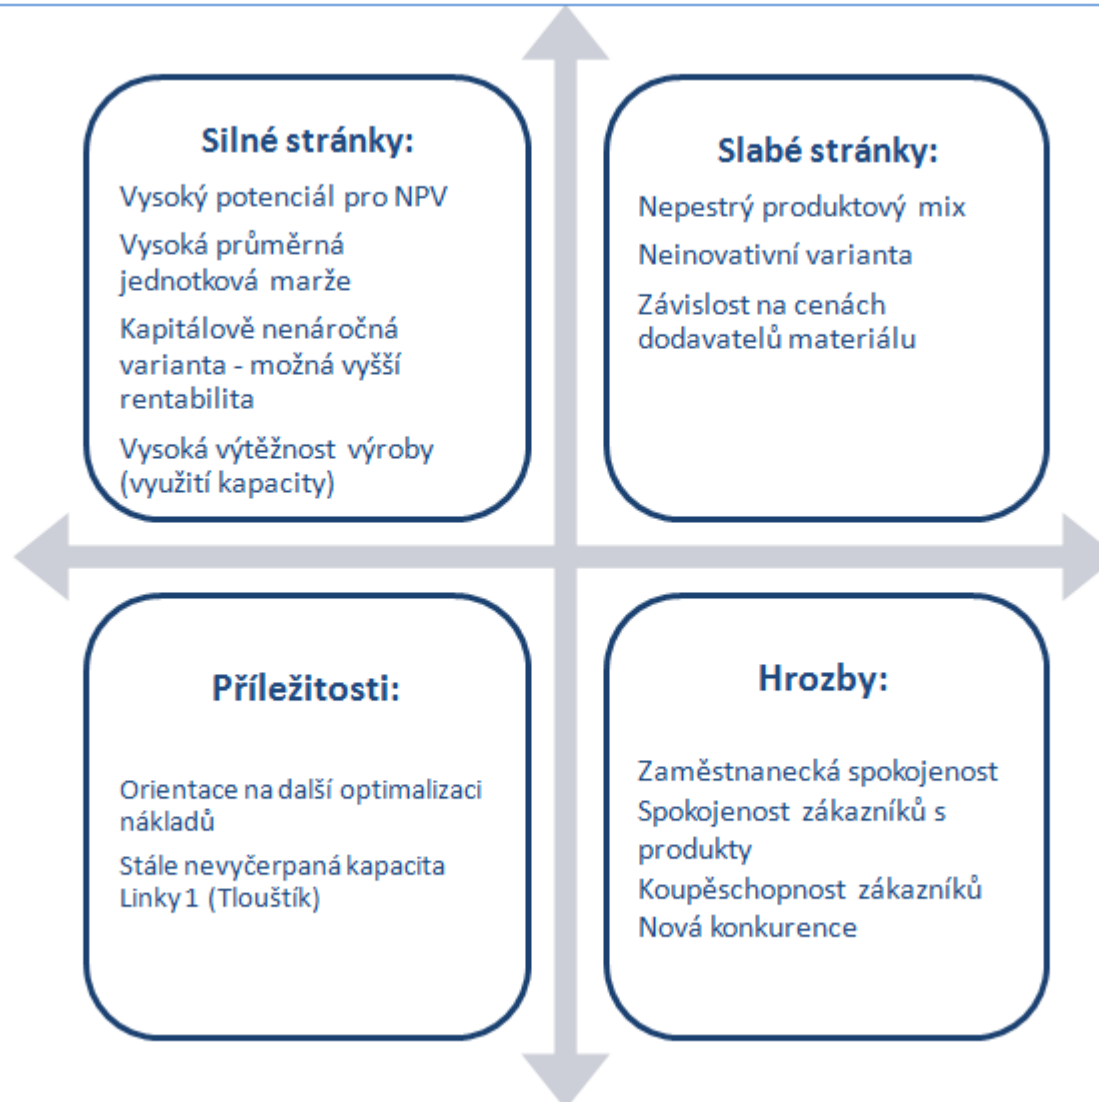 Silné stránky:
Vysoký potenciál pro NPV
Vysoká průměrná
jednotková marže
Kapitálově nenáročná
varianta - možná vyšší
rentabilita
Vysoká výtěžnost výroby
(využití kapacity)
Slabé stránky:
Nepestrý produktový mix
Neinovativní varianta
Závislost na cenách
dodavatelů materiálu
Příležitosti:
Orientace na další optimalizaci
nákladů
Stále nevyčerpaná kapacita
Linky 1 (Tlouštík)
Hrozby:
Zaměstnanecká spokojenost
Spokojenost zákazníků s
produkty
Koupěschopnost zákazníků
Nová konkurence